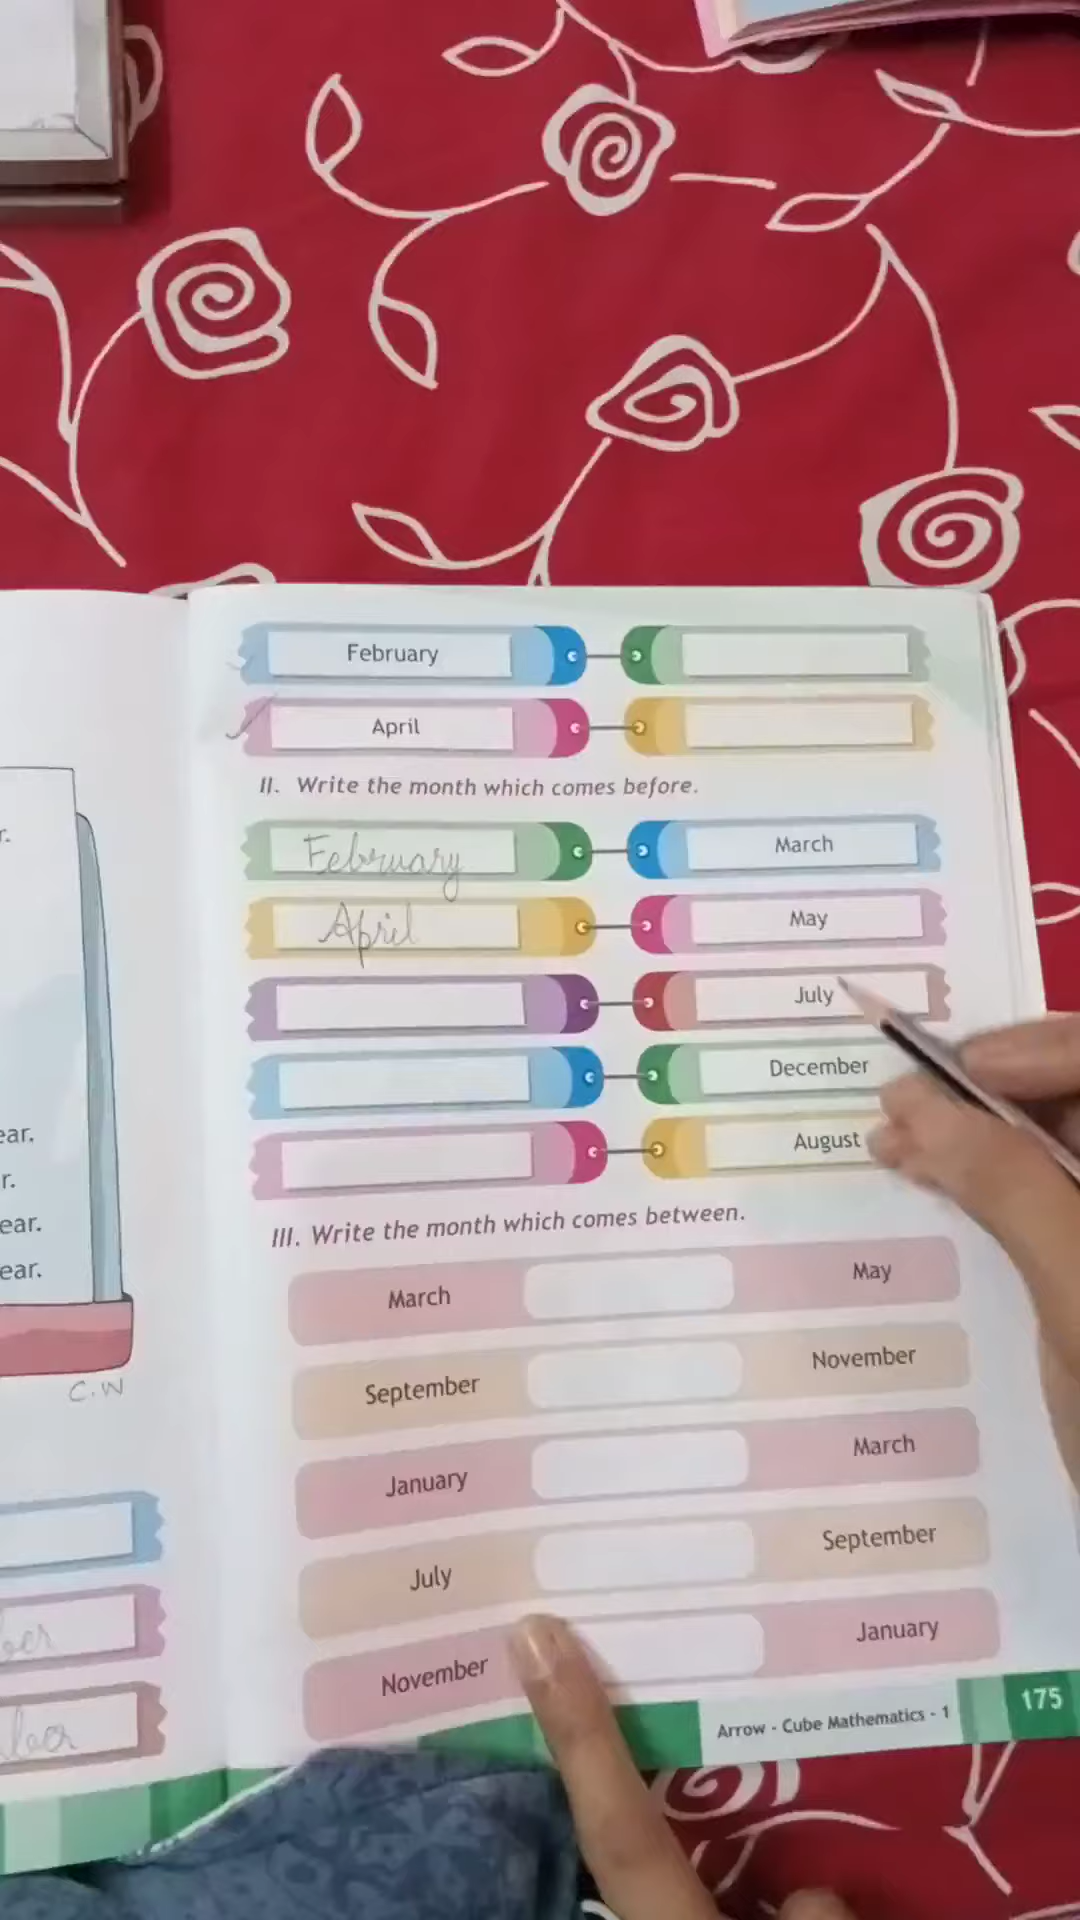 r.
ear.
r.
ear.
ear.
C.W
ber
ber
February
April
II. Write the month which comes before.
February March
April May
July
December
August
III. Write the month which comes between.
March May
September November
January March
July September
November January
Arrow - Cube Mathematics - 1 175